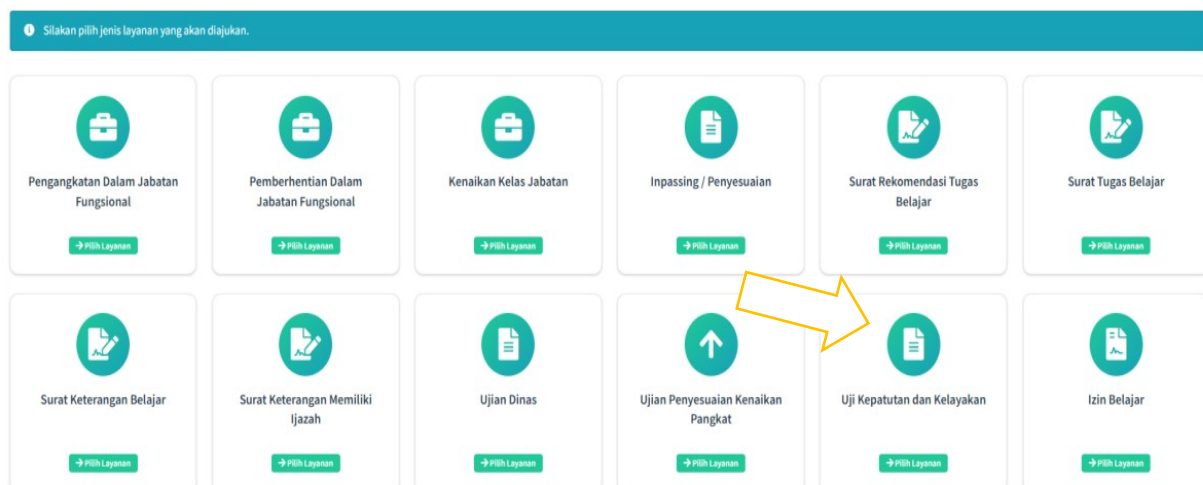 Silakan pilih jenis layanan yang akan diajukan.
Pengangkatan Dalam Jabatan
Fungsional
→ Pilih Layanan
Pemberhentian Dalam
Jabatan Fungsional
→ Pilih Layanan
Kenaikan Kelas Jabatan
→ Pilih Layanan
Inpassing / Penyesuaian
→ Pilih Layanan
Surat Rekomendasi Tugas
Belajar
→ Pilih Layanan
Surat Tugas Belajar
→ Pilih Layanan
Surat Keterangan Belajar
→ Pilih Layanan
Surat Keterangan Memiliki
Ijazah
→ Pilih Layanan
Ujian Dinas
→ Pilih Layanan
Ujian Penyesuaian Kenaikan
Pangkat
→ Pilih Layanan
Uji Kepatutan dan Kelayakan
→ Pilih Layanan
Izin Belajar
→ Pilih Layanan